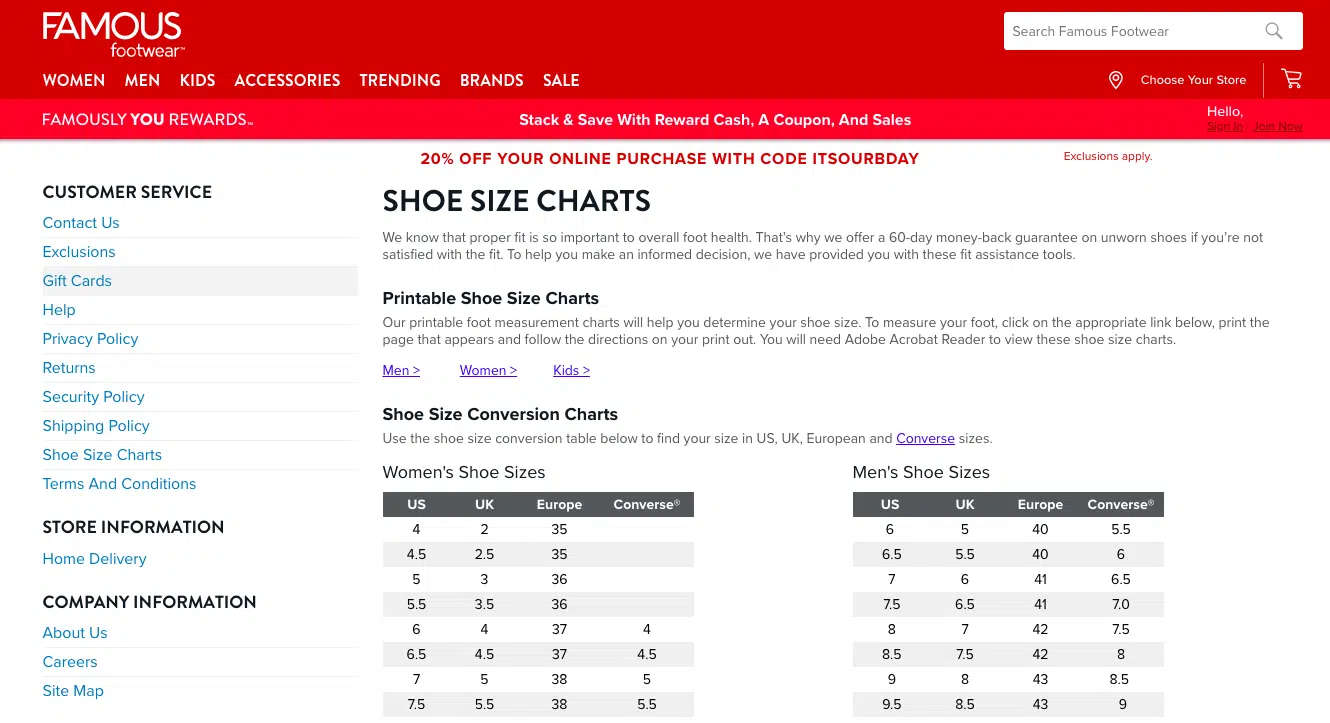 FAMOUS
footwear™
Search Famous Footwear
WOMEN MEN KIDS ACCESSORIES TRENDING BRANDS SALE
Choose Your Store
FAMOUSLY YOU REWARDS™
Stack & Save With Reward Cash, A Coupon, And Sales
Hello,
Sign In · Join Now
20% OFF YOUR ONLINE PURCHASE WITH CODE ITSOURBDAY
Exclusions apply.
CUSTOMER SERVICE
Contact Us
Exclusions
Gift Cards
Help
Privacy Policy
Returns
Security Policy
Shipping Policy
Shoe Size Charts
Terms And Conditions
STORE INFORMATION
Home Delivery
COMPANY INFORMATION
About Us
Careers
Site Map
SHOE SIZE CHARTS
We know that proper fit is so important to overall foot health. That's why we offer a 60-day money-back guarantee on unworn shoes if you're not
satisfied with the fit. To help you make an informed decision, we have provided you with these fit assistance tools.
Printable Shoe Size Charts
Our printable foot measurement charts will help you determine your shoe size. To measure your foot, click on the appropriate link below, print the
page that appears and follow the directions on your print out. You will need Adobe Acrobat Reader to view these shoe size charts.
Men > Women > Kids >
Shoe Size Conversion Charts
Use the shoe size conversion table below to find your size in US, UK, European and Converse sizes.
Women's Shoe Sizes
US UK Europe Converse®
4 2 35
4.5 2.5 35
5 3 36
5.5 3.5 36
6 4 37 4
6.5 4.5 37 4.5
7 5 38 5
7.5 5.5 38 5.5
Men's Shoe Sizes
US UK Europe Converse®
6 5 40 5.5
6.5 5.5 40 6
7 6 41 6.5
7.5 6.5 41 7.0
8 7 42 7.5
8.5 7.5 42 8
9 8 43 8.5
9.5 8.5 43 9